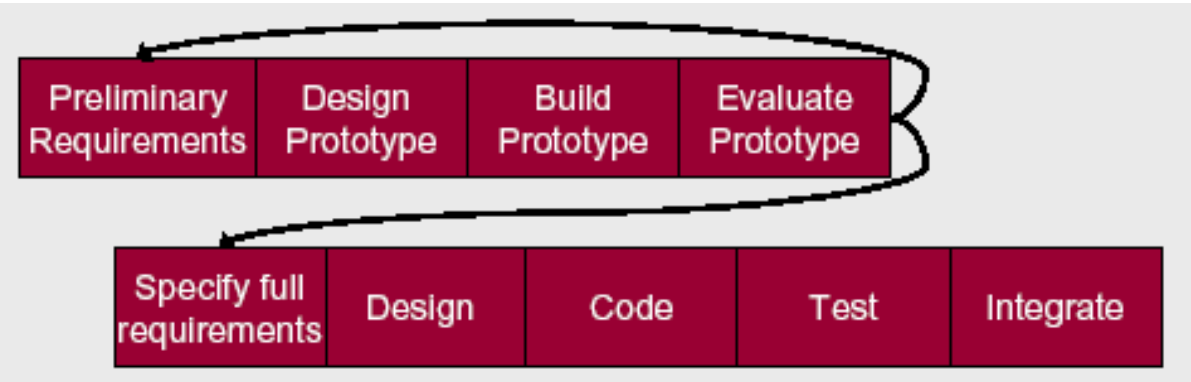 Preliminary
Requirements
Design
Prototype
Build
Prototype
Evaluate
Prototype
Specify full
requirements
Design
Code
Test
Integrate